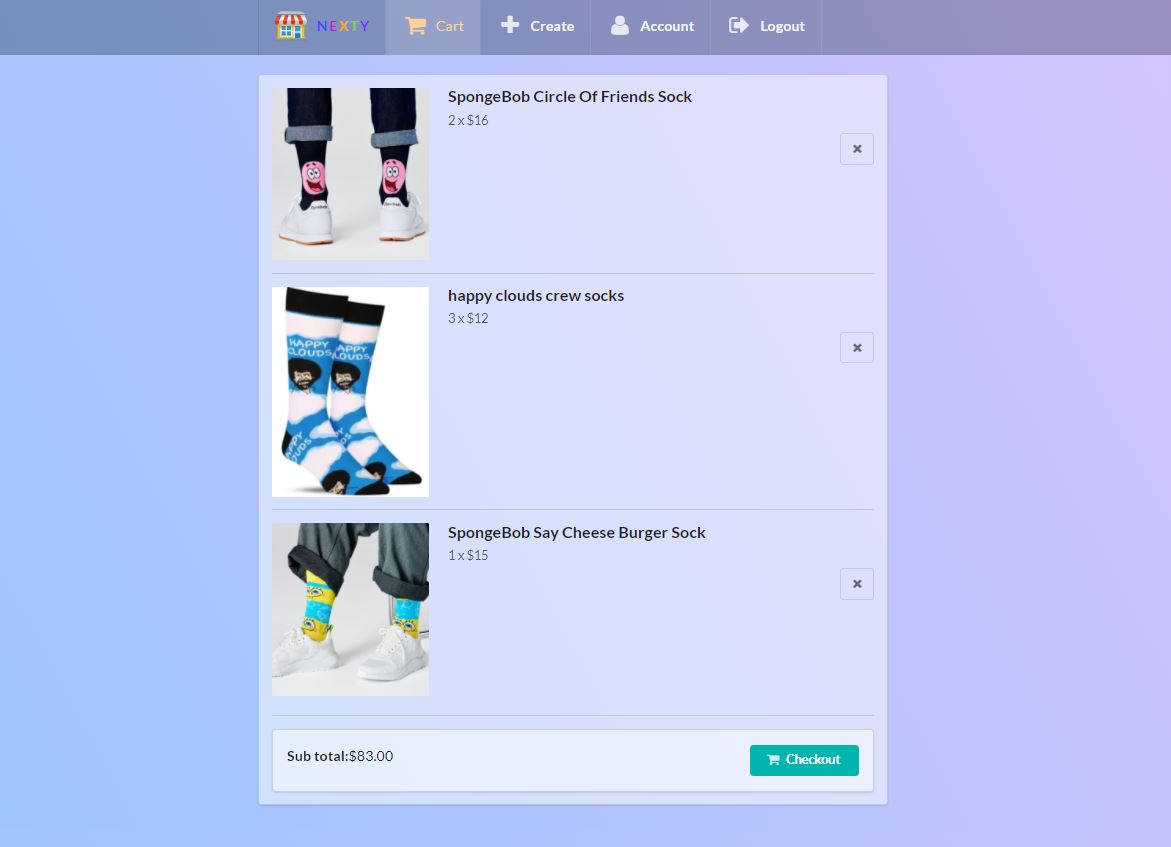 NEXTY Cart Create Account Logout
SpongeBob Circle Of Friends Sock
2 x $16
happy clouds crew socks
3 x $12
HAPPY HAPPY
CLOUDS CLOUDS
SpongeBob Say Cheese Burger Sock
1 x $15
Sub total:$83.00 Checkout